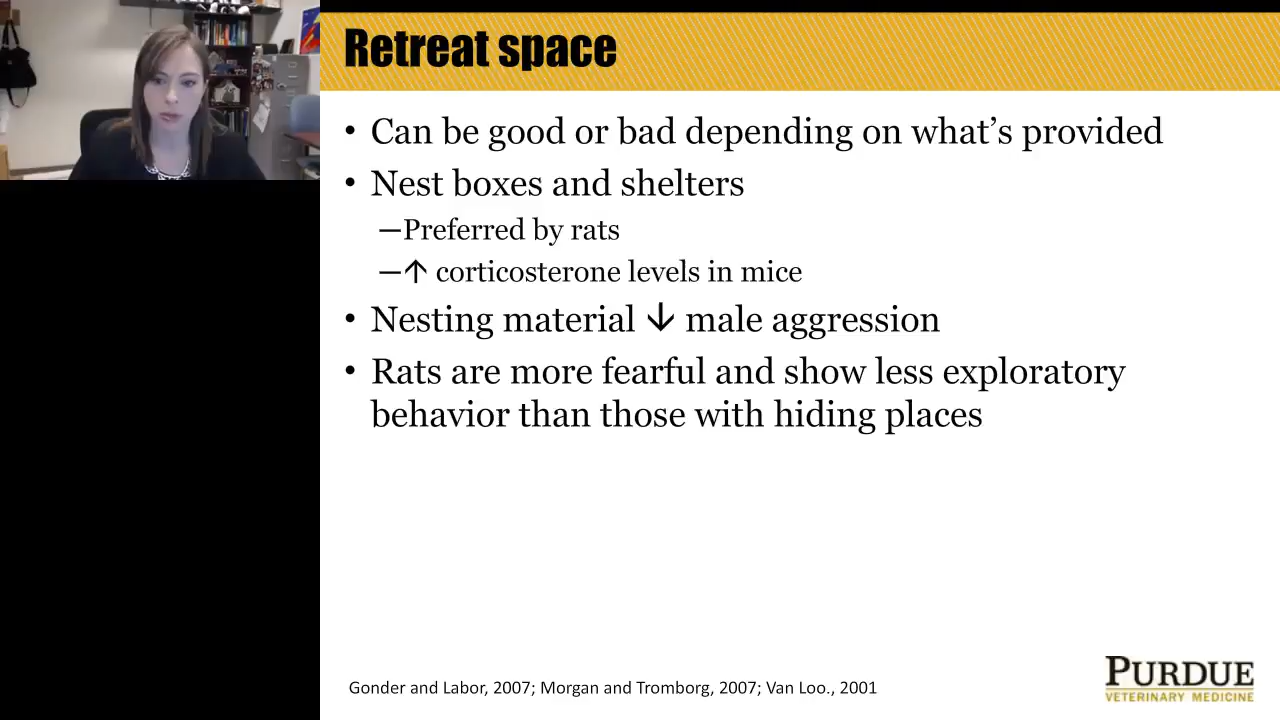 Retreat space
• Can be good or bad depending on what’s provided
• Nest boxes and shelters
—Preferred by rats
—↑ corticosterone levels in mice
• Nesting material ↓ male aggression
• Rats are more fearful and show less exploratory
behavior than those with hiding places
Gonder and Labor, 2007; Morgan and Tromborg, 2007; Van Loo., 2001
PURDUE
VETERINARY MEDICINE